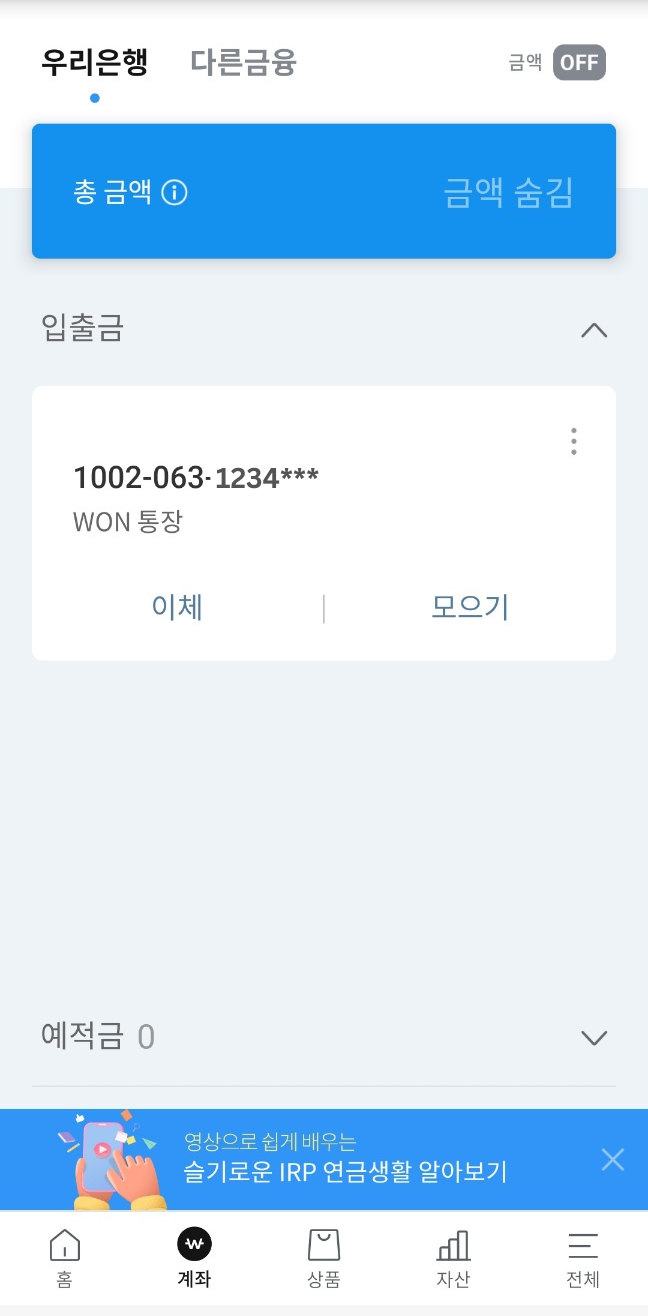 우리은행 다른금융 금액 OFF
총 금액 금액 숨김
입출금
1002-063-1234***
WON 통장
이체 | 모으기
예적금 0
영상으로 쉽게 배우는
슬기로운 IRP 연금생활 알아보기
홈 계좌 상품 자산 전체